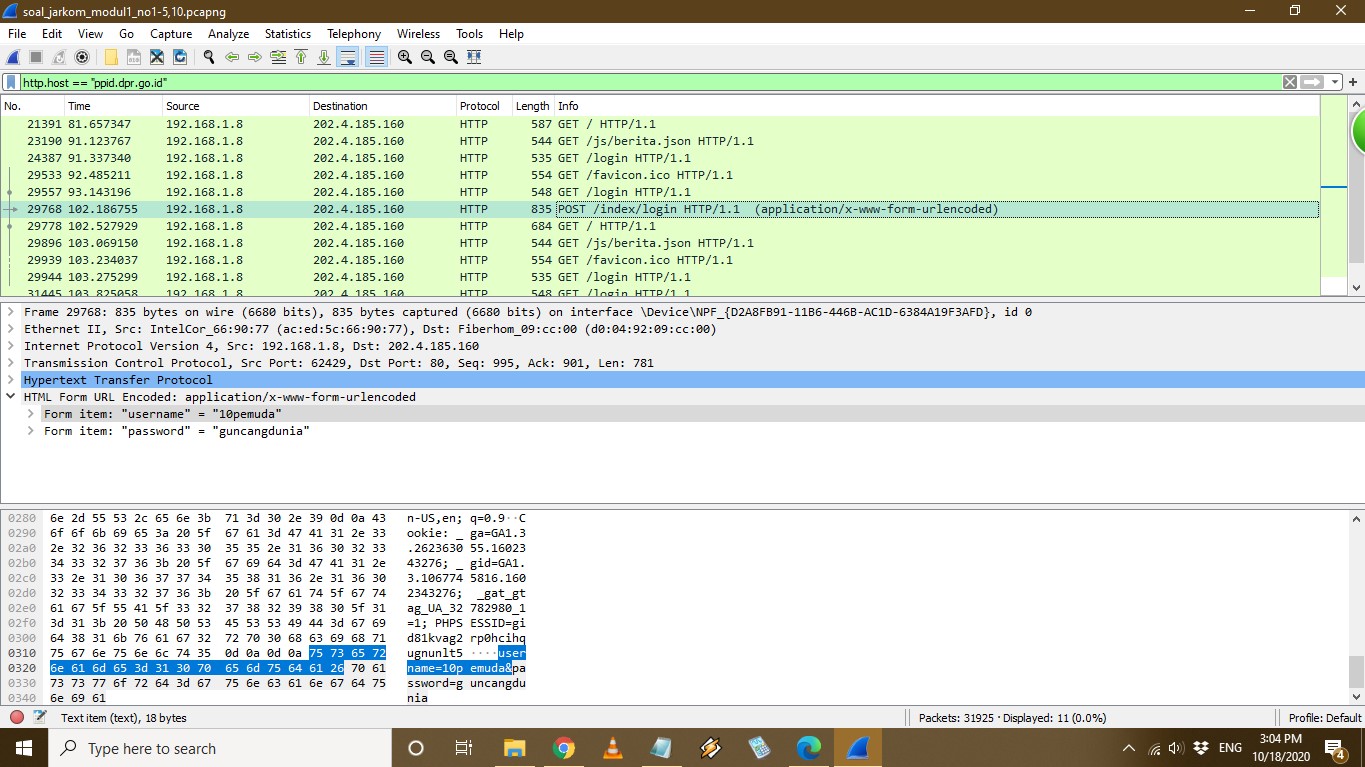 soal_jarkom_modul1_no1-5,10.pcapng
File Edit View Go Capture Analyze Statistics Telephony Wireless Tools Help
http.host == "ppid.dpr.go.id"
No. Time Source Destination Protocol Length Info
21391 81.657347 192.168.1.8 202.4.185.160 HTTP 587 GET / HTTP/1.1
23190 91.123767 192.168.1.8 202.4.185.160 HTTP 544 GET /js/berita.json HTTP/1.1
24387 91.337340 192.168.1.8 202.4.185.160 HTTP 535 GET /login HTTP/1.1
29533 92.485211 192.168.1.8 202.4.185.160 HTTP 554 GET /favicon.ico HTTP/1.1
29557 93.143196 192.168.1.8 202.4.185.160 HTTP 548 GET /login HTTP/1.1
29768 102.186755 192.168.1.8 202.4.185.160 HTTP 835 POST /index/login HTTP/1.1 (application/x-www-form-urlencoded)
29778 102.527929 192.168.1.8 202.4.185.160 HTTP 684 GET / HTTP/1.1
29896 103.069150 192.168.1.8 202.4.185.160 HTTP 544 GET /js/berita.json HTTP/1.1
29939 103.234037 192.168.1.8 202.4.185.160 HTTP 554 GET /favicon.ico HTTP/1.1
29944 103.275299 192.168.1.8 202.4.185.160 HTTP 535 GET /login HTTP/1.1
31445 103.825058 192.168.1.8 202.4.185.160 HTTP 548 GET /login HTTP/1.1
Frame 29768: 835 bytes on wire (6680 bits), 835 bytes captured (6680 bits) on interface \Device\NPF_{D2A8FB91-11B6-446B-AC1D-6384A19F3AFD}, id 0
Ethernet II, Src: IntelCor_66:90:77 (ac:ed:5c:66:90:77), Dst: Fiberhom_09:cc:00 (d0:04:92:09:cc:00)
Internet Protocol Version 4, Src: 192.168.1.8, Dst: 202.4.185.160
Transmission Control Protocol, Src Port: 62429, Dst Port: 80, Seq: 995, Ack: 901, Len: 781
Hypertext Transfer Protocol
HTML Form URL Encoded: application/x-www-form-urlencoded
Form item: "username" = "10pemuda"
Form item: "password" = "guncangdunia"
0280 6e 2d 55 53 2c 65 6e 3b 71 3d 30 2e 39 0d 0a 43 n-US,en; q=0.9··C
0290 6f 6f 6b 69 65 3a 20 5f 67 61 3d 47 41 31 2e 33 ookie: _ ga=GA1.3
02a0 2e 32 36 32 33 36 33 30 35 35 2e 31 36 30 32 33 .2623630 55.16023
02b0 34 33 32 37 36 3b 20 5f 67 69 64 3d 47 41 31 2e 43276; _ gid=GA1.
02c0 33 2e 31 30 36 37 37 34 35 38 31 36 2e 31 36 30 3.106774 5816.160
02d0 32 33 34 33 32 37 36 3b 20 5f 67 61 74 5f 67 74 2343276; _gat_gt
02e0 61 67 5f 55 41 5f 33 32 37 38 32 39 38 30 5f 31 ag_UA_32 782980_1
02f0 3d 31 3b 20 50 48 50 53 45 53 53 49 44 3d 67 69 =1; PHPS ESSID=gi
0300 64 38 31 6b 76 61 67 32 72 70 30 68 63 69 68 71 d81kvag2 rp0hcihq
0310 75 67 6e 75 6e 6c 74 35 0d 0a 0d 0a 75 73 65 72 ugnunlt5 ····user
0320 6e 61 6d 65 3d 31 30 70 65 6d 75 64 61 26 70 61 name=10p emuda&pa
0330 73 73 77 6f 72 64 3d 67 75 6e 63 61 6e 67 64 75 ssword=g uncangdu
0340 6e 69 61 nia
Text item (text), 18 bytes Packets: 31925 · Displayed: 11 (0.0%) Profile: Default
Type here to search ENG 3:04 PM
10/18/2020 4